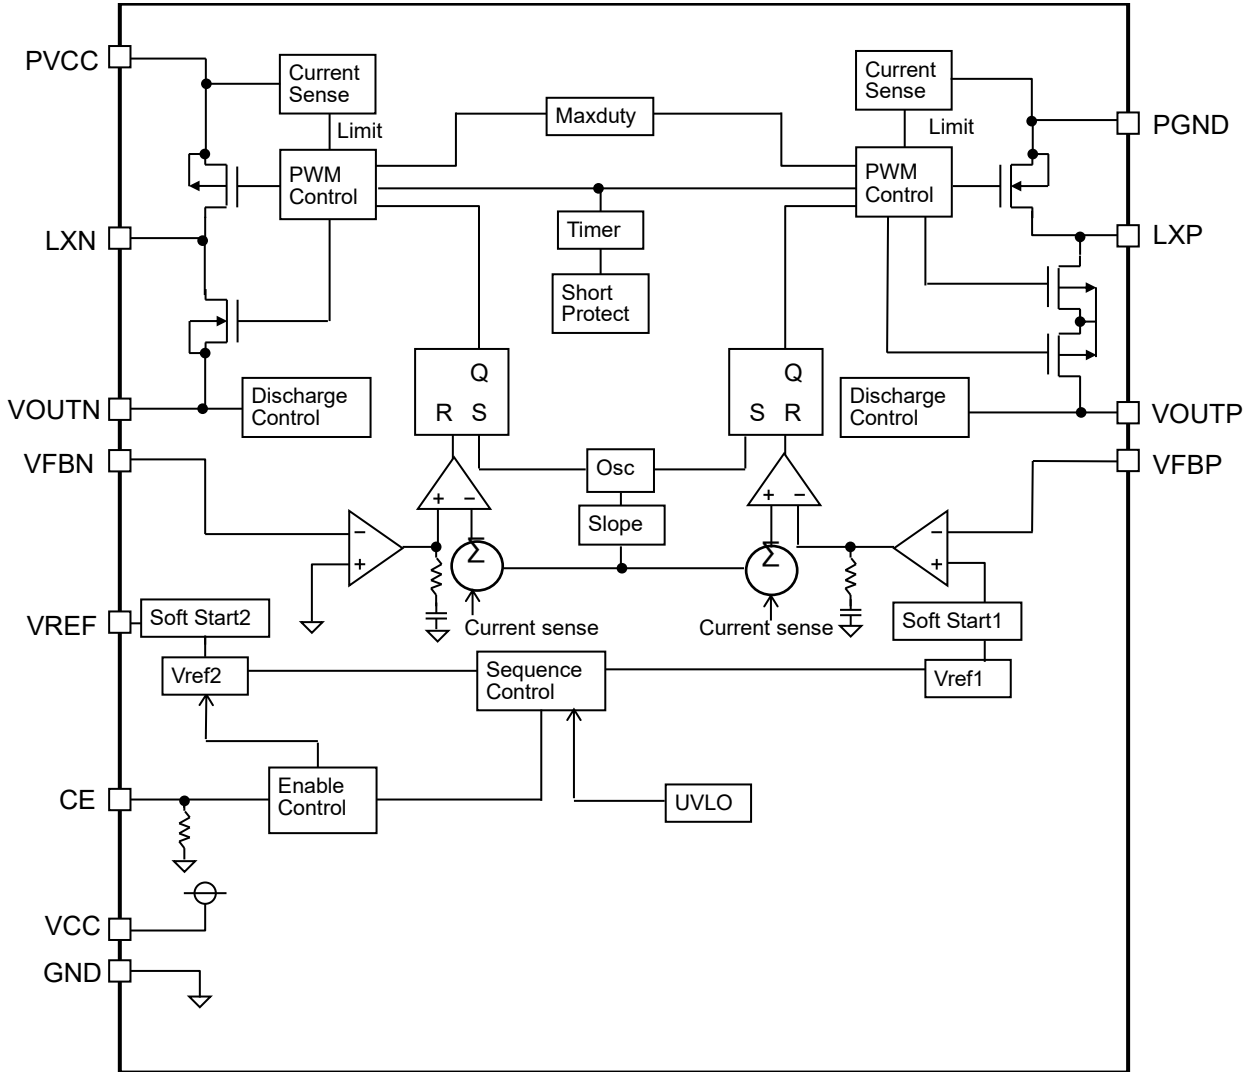 PVCC
Current
Sense
Limit
PWM
Control
Maxduty
Current
Sense
Limit
PWM
Control
PGND
LXN
Timer
Short
Protect
LXP
Q
R S
Q
S R
VOUTN
Discharge
Control
Discharge
Control
VOUTP
VFBN
Osc
VFBP
+ −
+ −
Slope
−
+
Σ
Σ
−
+
VREF
Soft Start2
Current sense
Current sense
Soft Start1
Vref2
Sequence
Control
Vref1
CE
Enable
Control
UVLO
VCC
GND